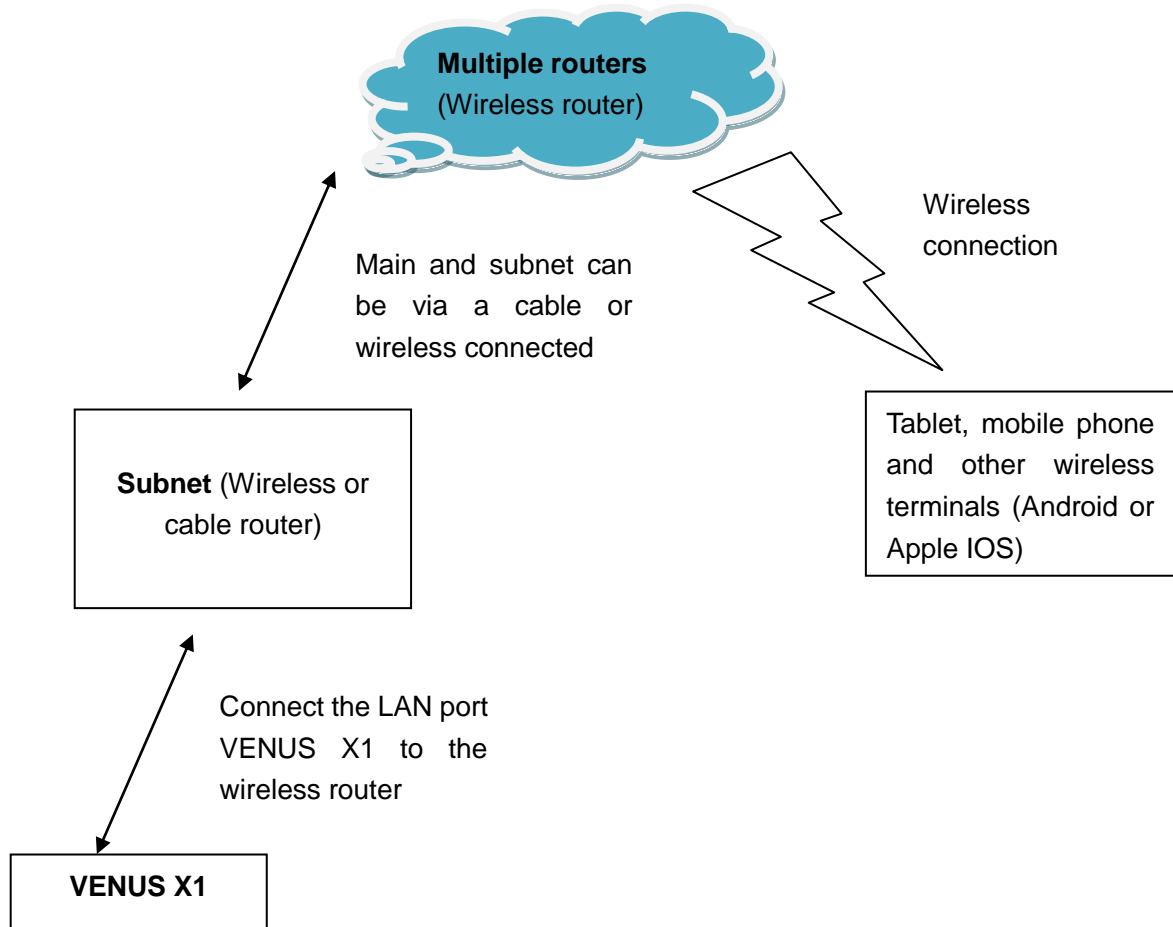 Multiple routers
(Wireless router)
Wireless
connection
Main and subnet can
be via a cable or
wireless connected
Subnet (Wireless or
cable router)
Tablet, mobile phone
and other wireless
terminals (Android or
Apple IOS)
Connect the LAN port
VENUS X1 to the
wireless router
VENUS X1